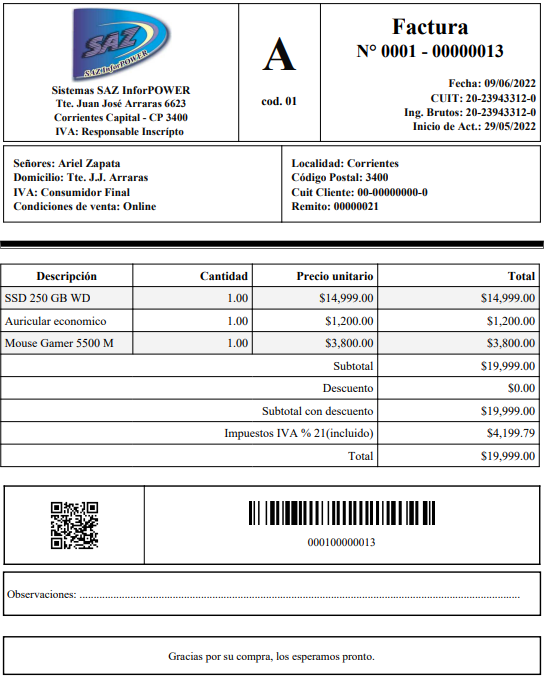 SAZ
SAZInforPOWER
Sistemas SAZ InforPOWER
Tte. Juan José Arraras 6623
Corrientes Capital - CP 3400
IVA: Responsable Inscrípto
A
cod. 01
Factura
N° 0001 - 00000013
Fecha: 09/06/2022
CUIT: 20-23943312-0
Ing. Brutos: 20-23943312-0
Inicio de Act.: 29/05/2022
Señores: Ariel Zapata
Domicilio: Tte. J.J. Arraras
IVA: Consumidor Final
Condiciones de venta: Online
Localidad: Corrientes
Código Postal: 3400
Cuit Cliente: 00-00000000-0
Remito: 00000021
Descripción Cantidad Precio unitario Total
SSD 250 GB WD 1.00 $14,999.00 $14,999.00
Auricular economico 1.00 $1,200.00 $1,200.00
Mouse Gamer 5500 M 1.00 $3,800.00 $3,800.00
Subtotal $19,999.00
Descuento $0.00
Subtotal con descuento $19,999.00
Impuestos IVA % 21(incluido) $4,199.79
Total $19,999.00
000100000013
Observaciones: ................................................................................
Gracias por su compra, los esperamos pronto.